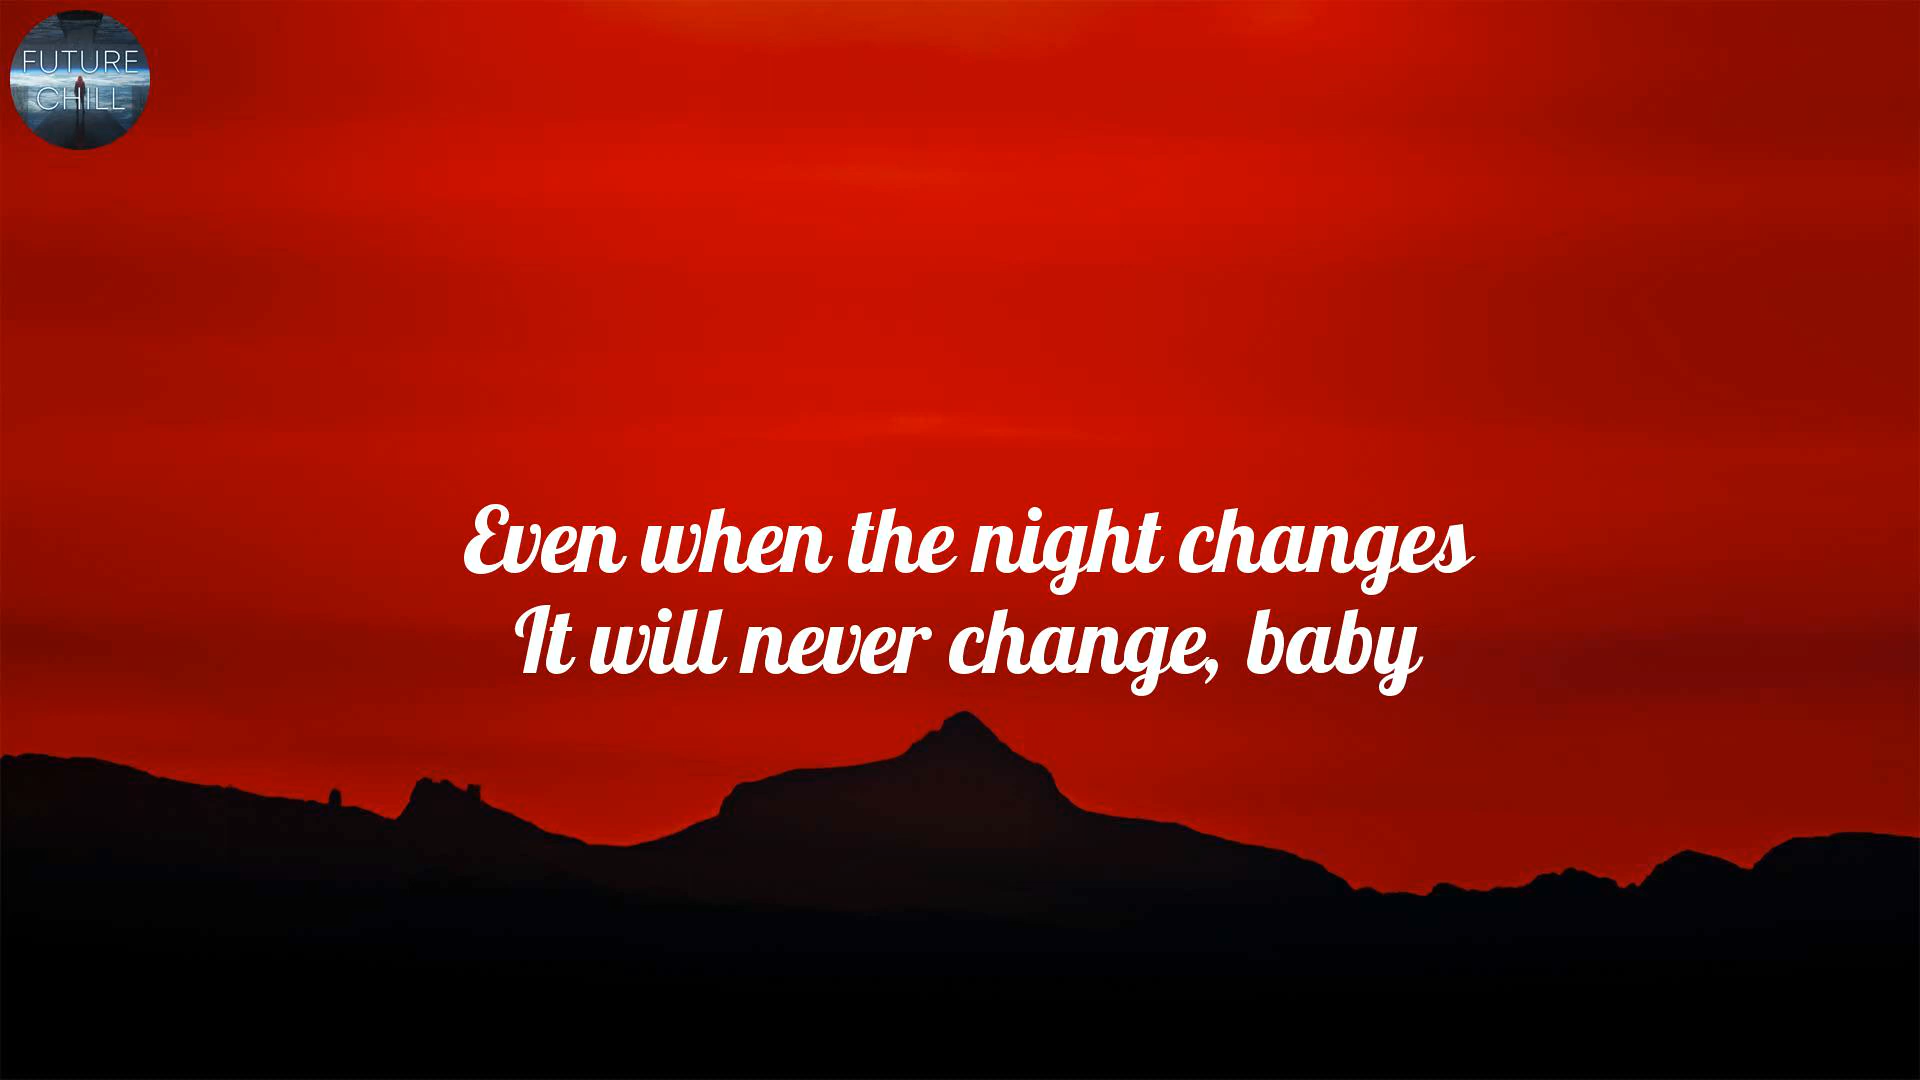 FUTURE
CHILL
Even when the night changes
It will never change, baby